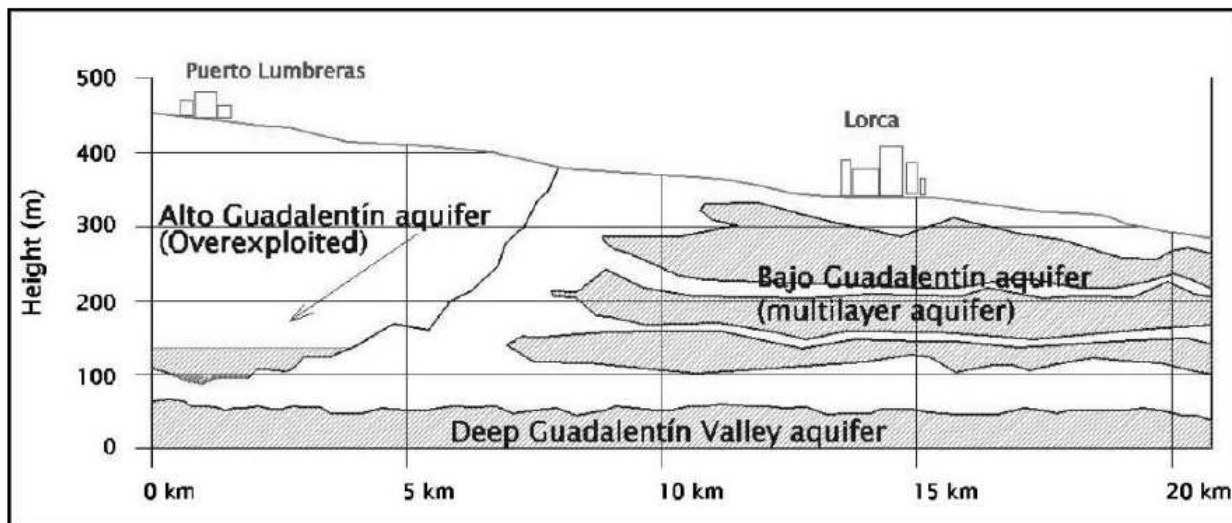 Puerto Lumbreras
Lorca
500
400
300
200
100
0
Height (m)
Alto Guadalentín aquifer
(Overexploited)
Bajo Guadalentín aquifer
(multilayer aquifer)
Deep Guadalentín Valley aquifer
0 km
5 km
10 km
15 km
20 km